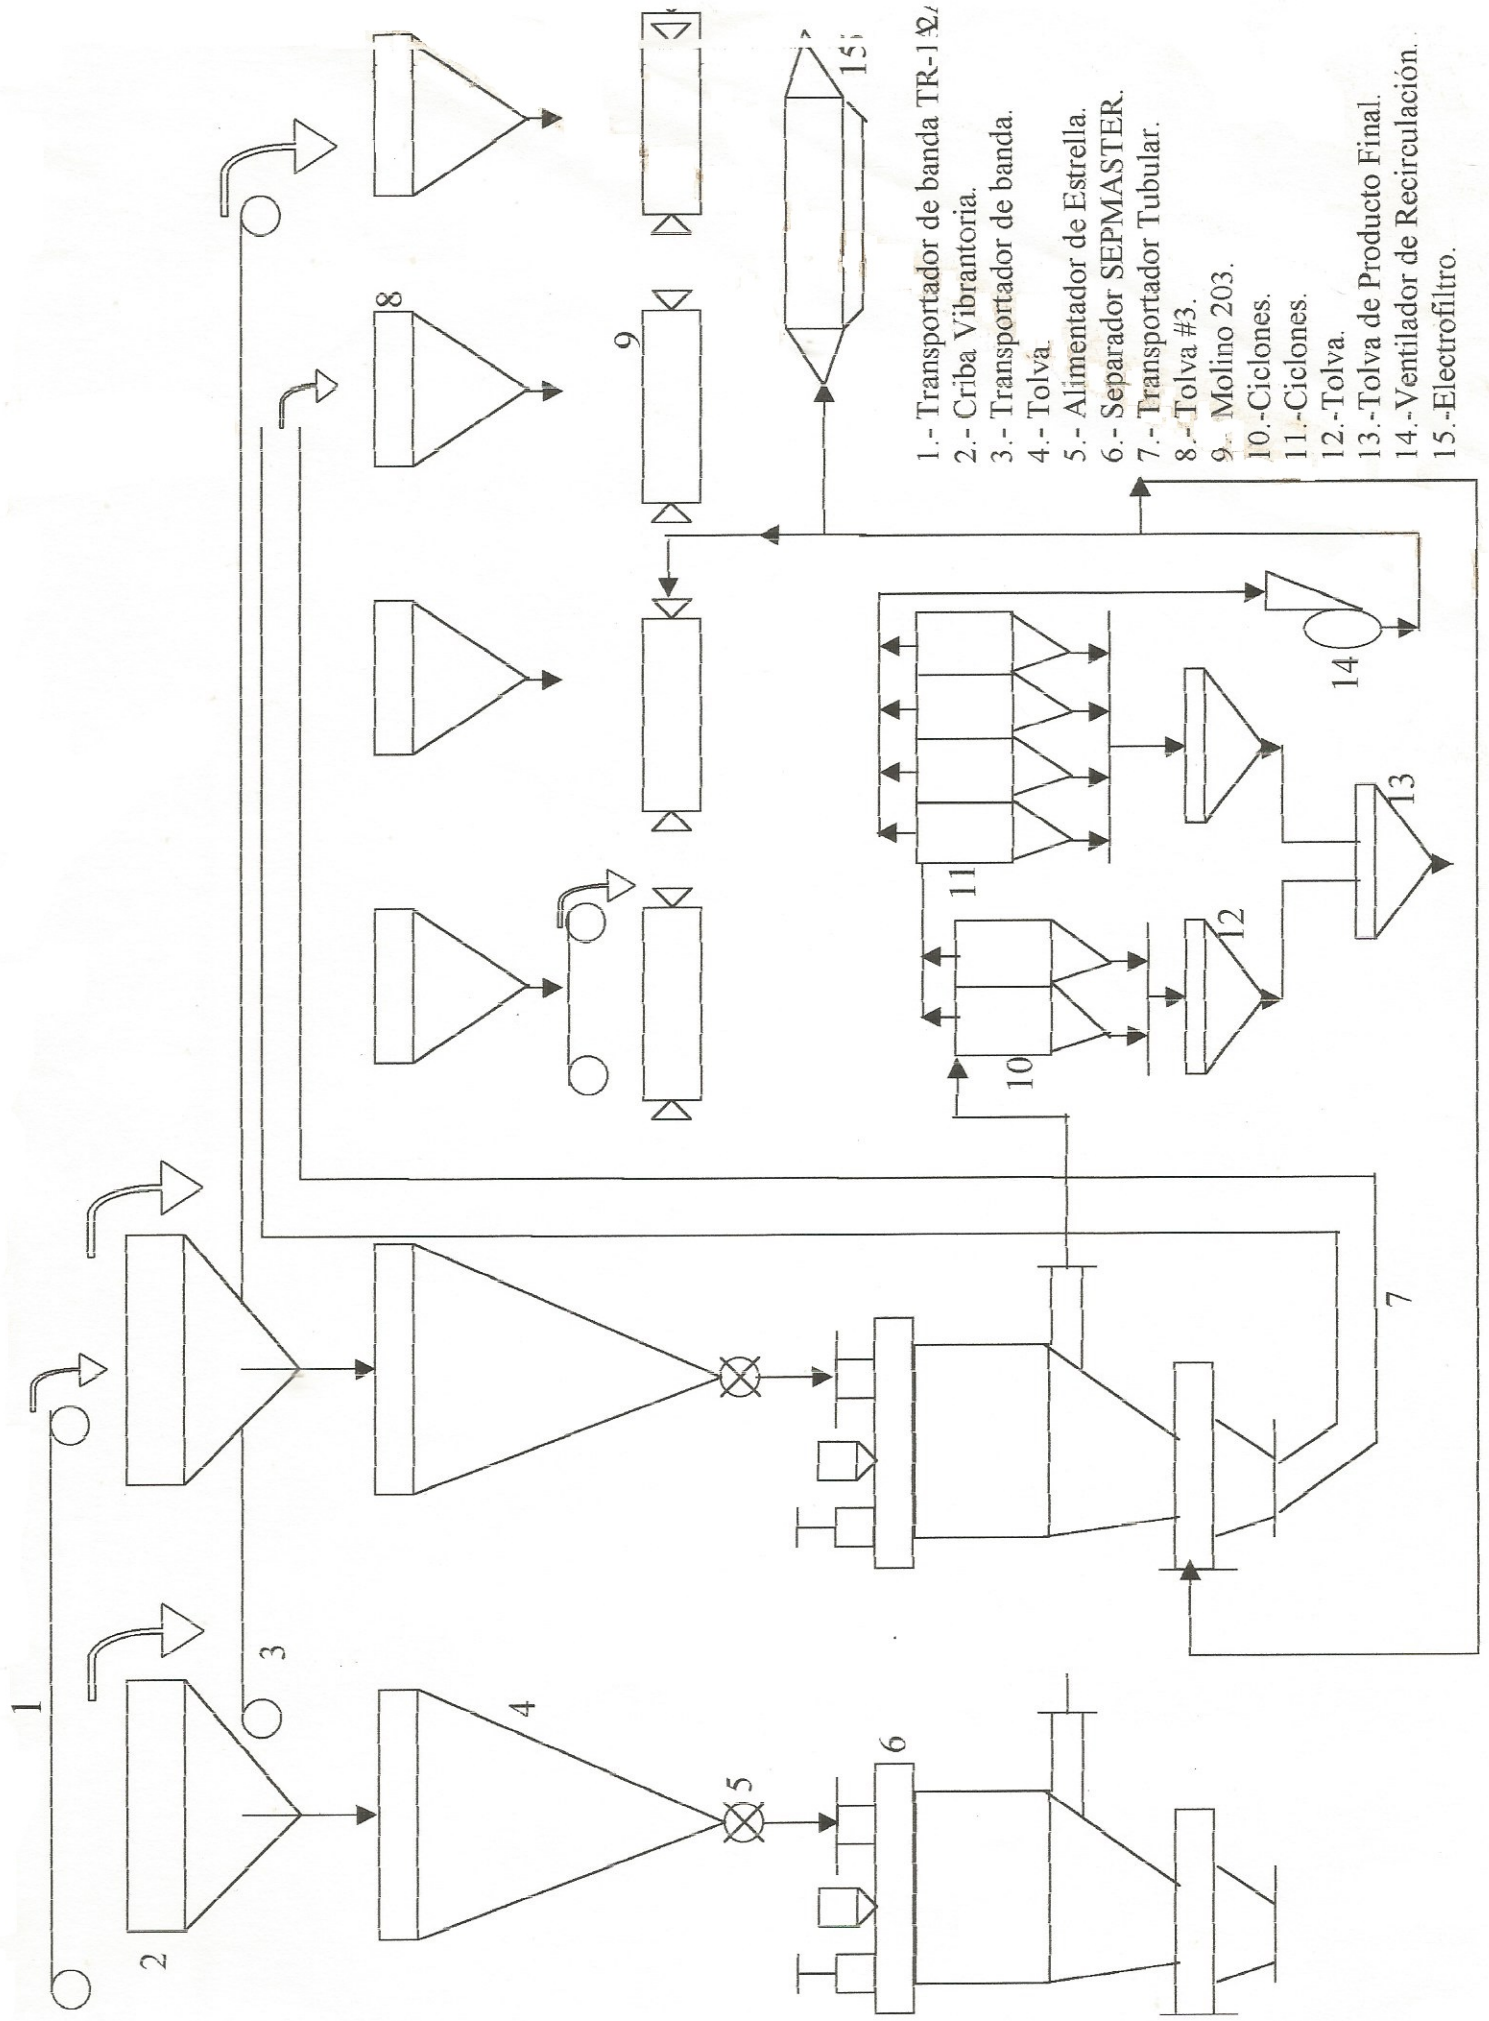 1
2
3
4
5
6
7
8
9
10
11
12
13
14
15
1.- Transportador de banda
2.- Criba Vibrantoria.
3.- Transportador de banda.
4.- Tolva.
5.- Alimentador de Estrella.
6.- Separador SEPMASTER.
7.- Transportador Tubular.
8.- Tolva #3.
9.- Molino 203.
10.-Ciclones.
11.-Ciclones.
12.-Tolva.
13.-Tolva de Producto Final.
14.-Ventilador de Recirculación.
15.-Electrofiltro.